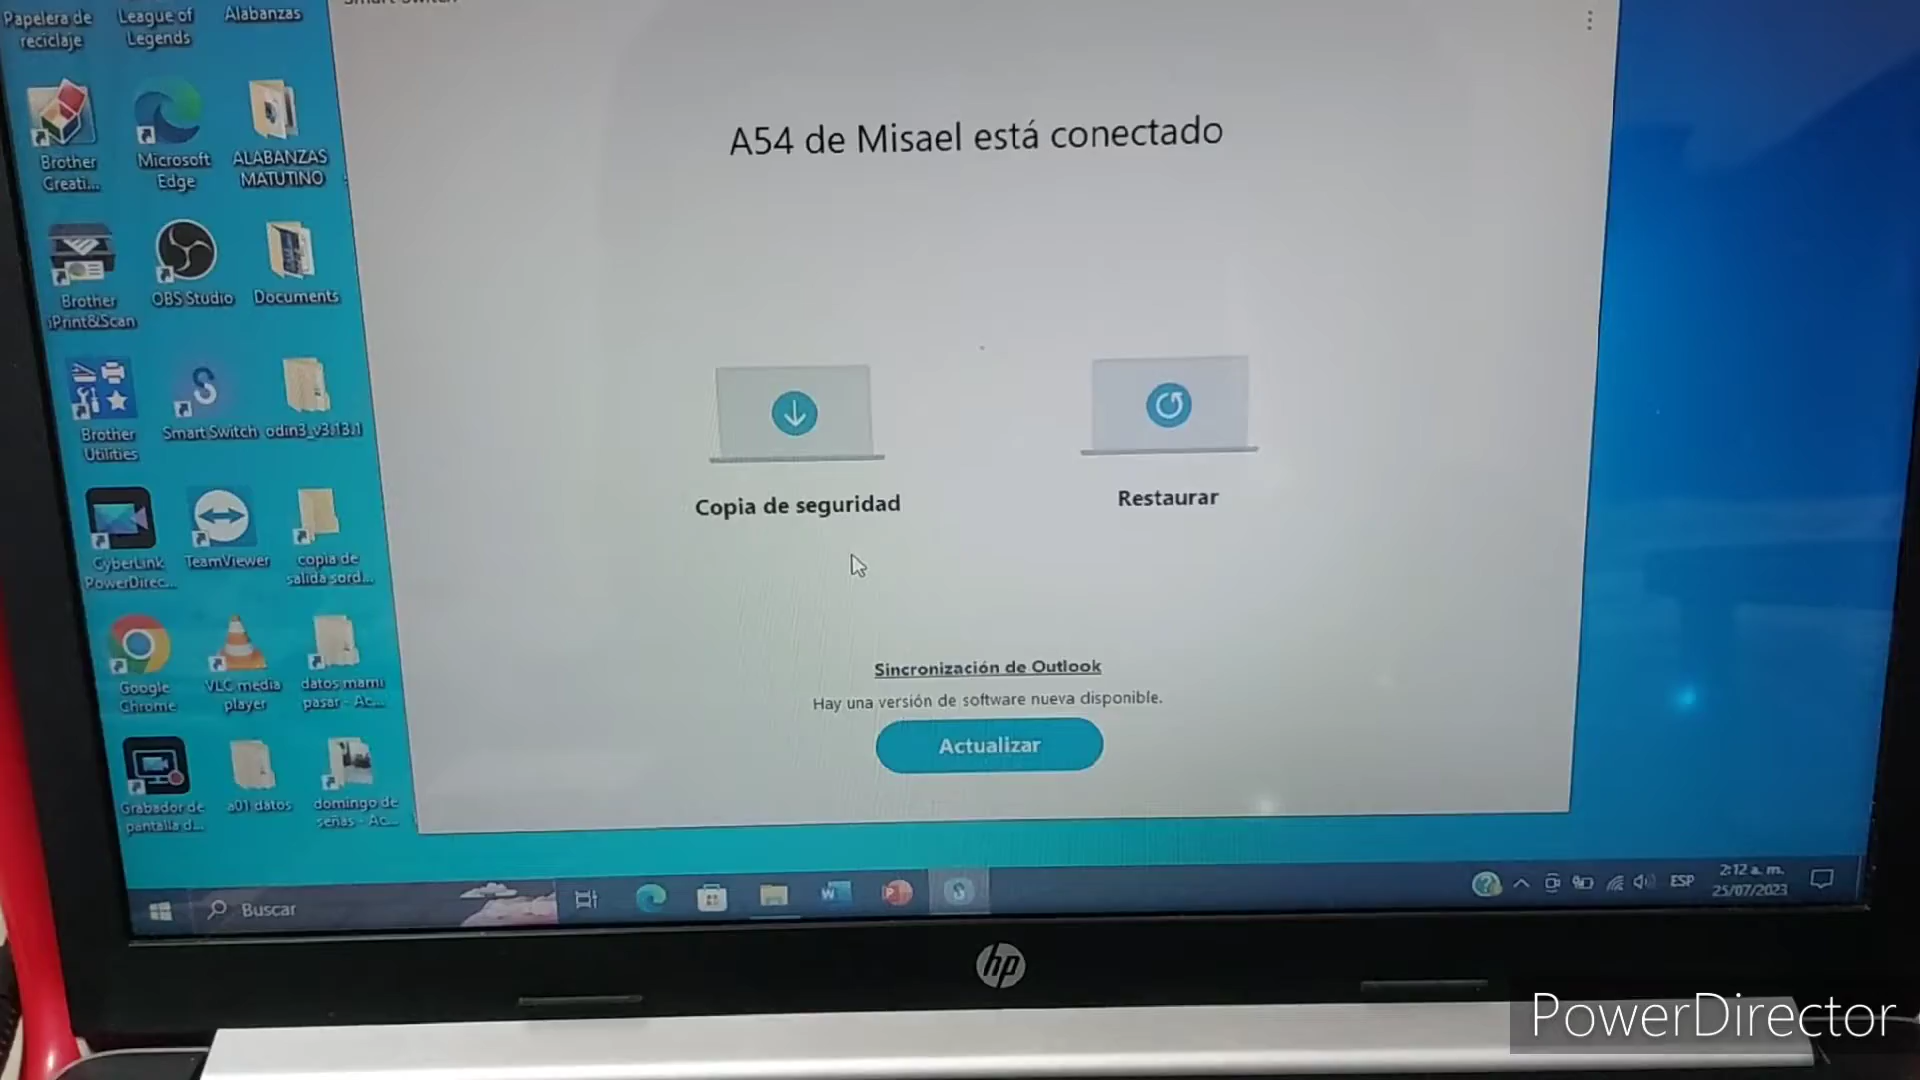 Papelera de
reciclaje
League of
Legends
Alabanzas
Smart Switch
A54 de Misael está conectado
Brother
Creati...
Microsoft
Edge
ALABANZAS
MATUTINO
Brother
iPrint&Scan
OBS Studio
Documents
Brother
Utilities
Smart Switch
odin3_v3.13.1
Copia de seguridad
Restaurar
CyberLink
PowerDirec...
TeamViewer
copia de
salida sord...
Google
Chrome
VLC media
player
datos mami
pasar - Ac...
Sincronización de Outlook
Hay una versión de software nueva disponible.
Actualizar
Grabador de
pantalla d...
a01 datos
domingo de
señas - Ac...
Buscar
ESP
2:12 a. m.
25/07/2023
hp
PowerDirector